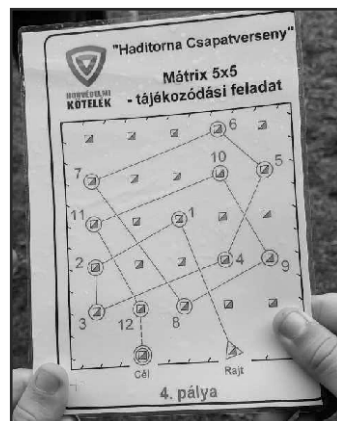 "Haditorna Csapatverseny"
HONVÉDELMI
KÖTELÉK
Mátrix 5x5
- tájékozódási feladat
6
7
10
5
11
1
2
4
9
3
12
8
Cél
Rajt
4. pálya